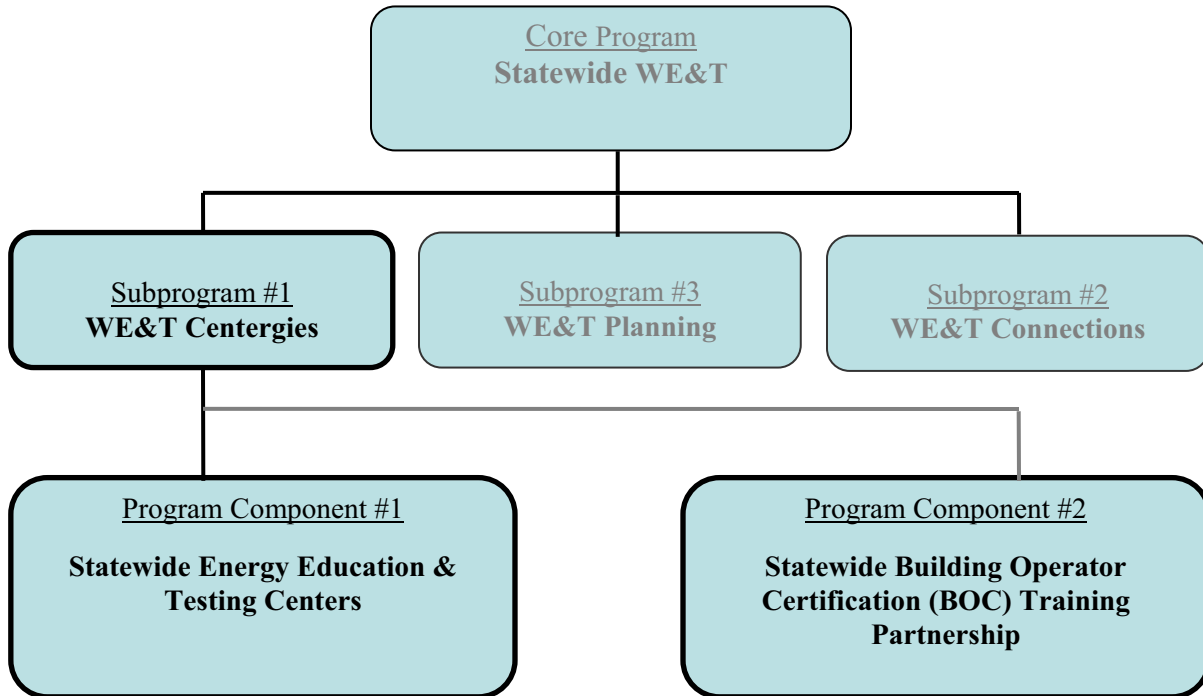 Core Program
Statewide WE&T
Subprogram #1
WE&T Centergies
Subprogram #3
WE&T Planning
Subprogram #2
WE&T Connections
Program Component #1
Statewide Energy Education &
Testing Centers
Program Component #2
Statewide Building Operator
Certification (BOC) Training
Partnership